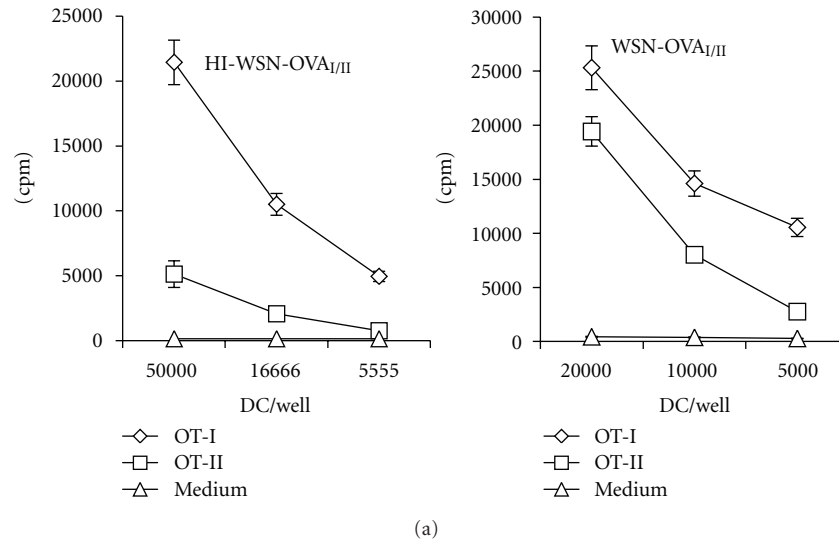 HI-WSN-OVA_I/II
25000
20000
15000
10000
5000
0
(cpm)
50000 16666 5555
DC/well
OT-I
OT-II
Medium
WSN-OVA_I/II
30000
25000
20000
15000
10000
5000
0
(cpm)
20000 10000 5000
DC/well
OT-I
OT-II
Medium
(a)